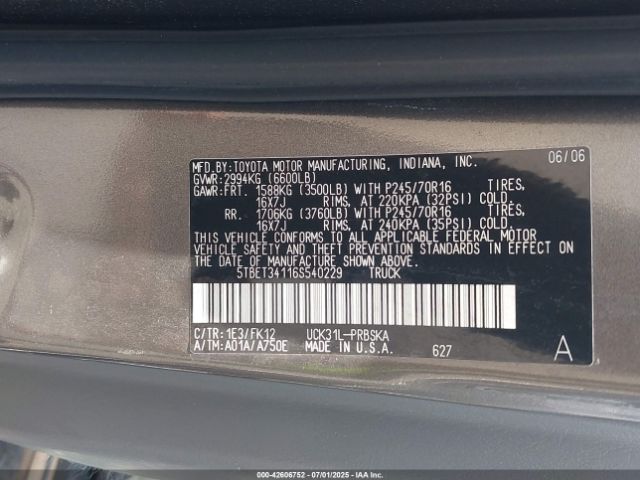 MFD.BY:TOYOTA MOTOR MANUFACTURING, INDIANA, INC. 06/06
GVWR:2994KG (6600LB)
GAWR:FRT. 1588KG (3500LB) WITH P245/70R16 TIRES,
16X7J RIMS, AT 220KPA (32PSI) COLD.
RR. 1706KG (3760LB) WITH P245/70R16 TIRES,
16X7J RIMS, AT 240KPA (35PSI) COLD.
THIS VEHICLE CONFORMS TO ALL APPLICABLE FEDERAL MOTOR
VEHICLE SAFETY AND THEFT PREVENTION STANDARDS IN EFFECT ON
THE DATE OF MANUFACTURE SHOWN ABOVE.
5TBET34116S540229 TRUCK
C/TR:1E3/FK12 UCK31L-PRBSKA
A/TM:A01A/A750E MADE IN U.S.A. 627 A
000-42606752 - 07/01/2025 - IAAI.COM